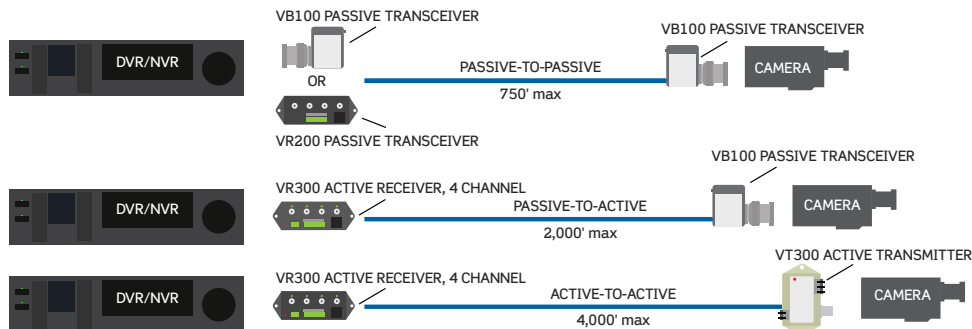 VB100 PASSIVE TRANSCEIVER
VB100 PASSIVE TRANSCEIVER
DVR/NVR
PASSIVE-TO-PASSIVE
CAMERA
OR
750' max
VR200 PASSIVE TRANSCEIVER
VB100 PASSIVE TRANSCEIVER
VR300 ACTIVE RECEIVER, 4 CHANNEL
DVR/NVR
PASSIVE-TO-ACTIVE
CAMERA
2,000' max
VT300 ACTIVE TRANSMITTER
VR300 ACTIVE RECEIVER, 4 CHANNEL
DVR/NVR
ACTIVE-TO-ACTIVE
CAMERA
4,000' max